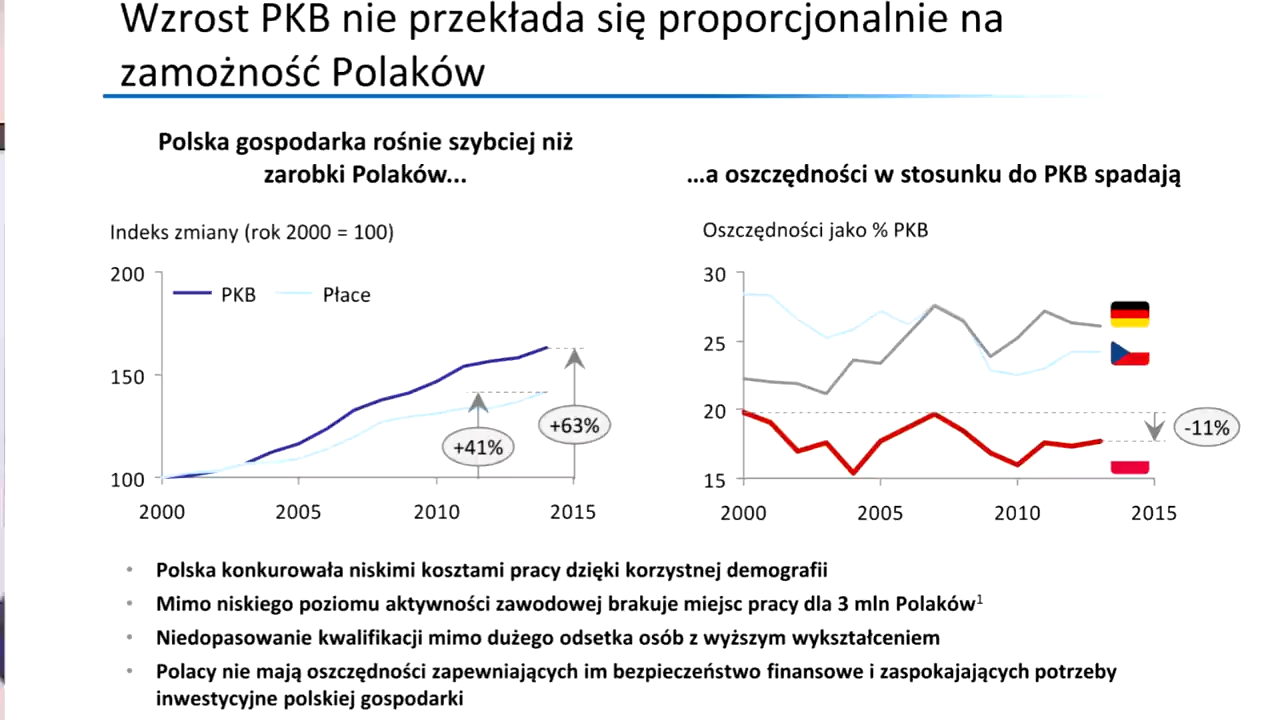 Wzrost PKB nie przekłada się proporcjonalnie na
zamożność Polaków
Polska gospodarka rośnie szybciej niż
zarobki Polaków...
Indeks zmiany (rok 2000 = 100)
200
PKB
Płace
150
+63%
+41%
100
2000
2005
2010
2015
...a oszczędności w stosunku do PKB spadają
Oszczędności jako % PKB
30
25
20
-11%
15
2000
2005
2010
2015
• Polska konkurowała niskimi kosztami pracy dzięki korzystnej demografii
• Mimo niskiego poziomu aktywności zawodowej brakuje miejsc pracy dla 3 mln Polaków¹
• Niedopasowanie kwalifikacji mimo dużego odsetka osób z wyższym wykształceniem
• Polacy nie mają oszczędności zapewniających im bezpieczeństwo finansowe i zaspokajających potrzeby
inwestycyjne polskiej gospodarki